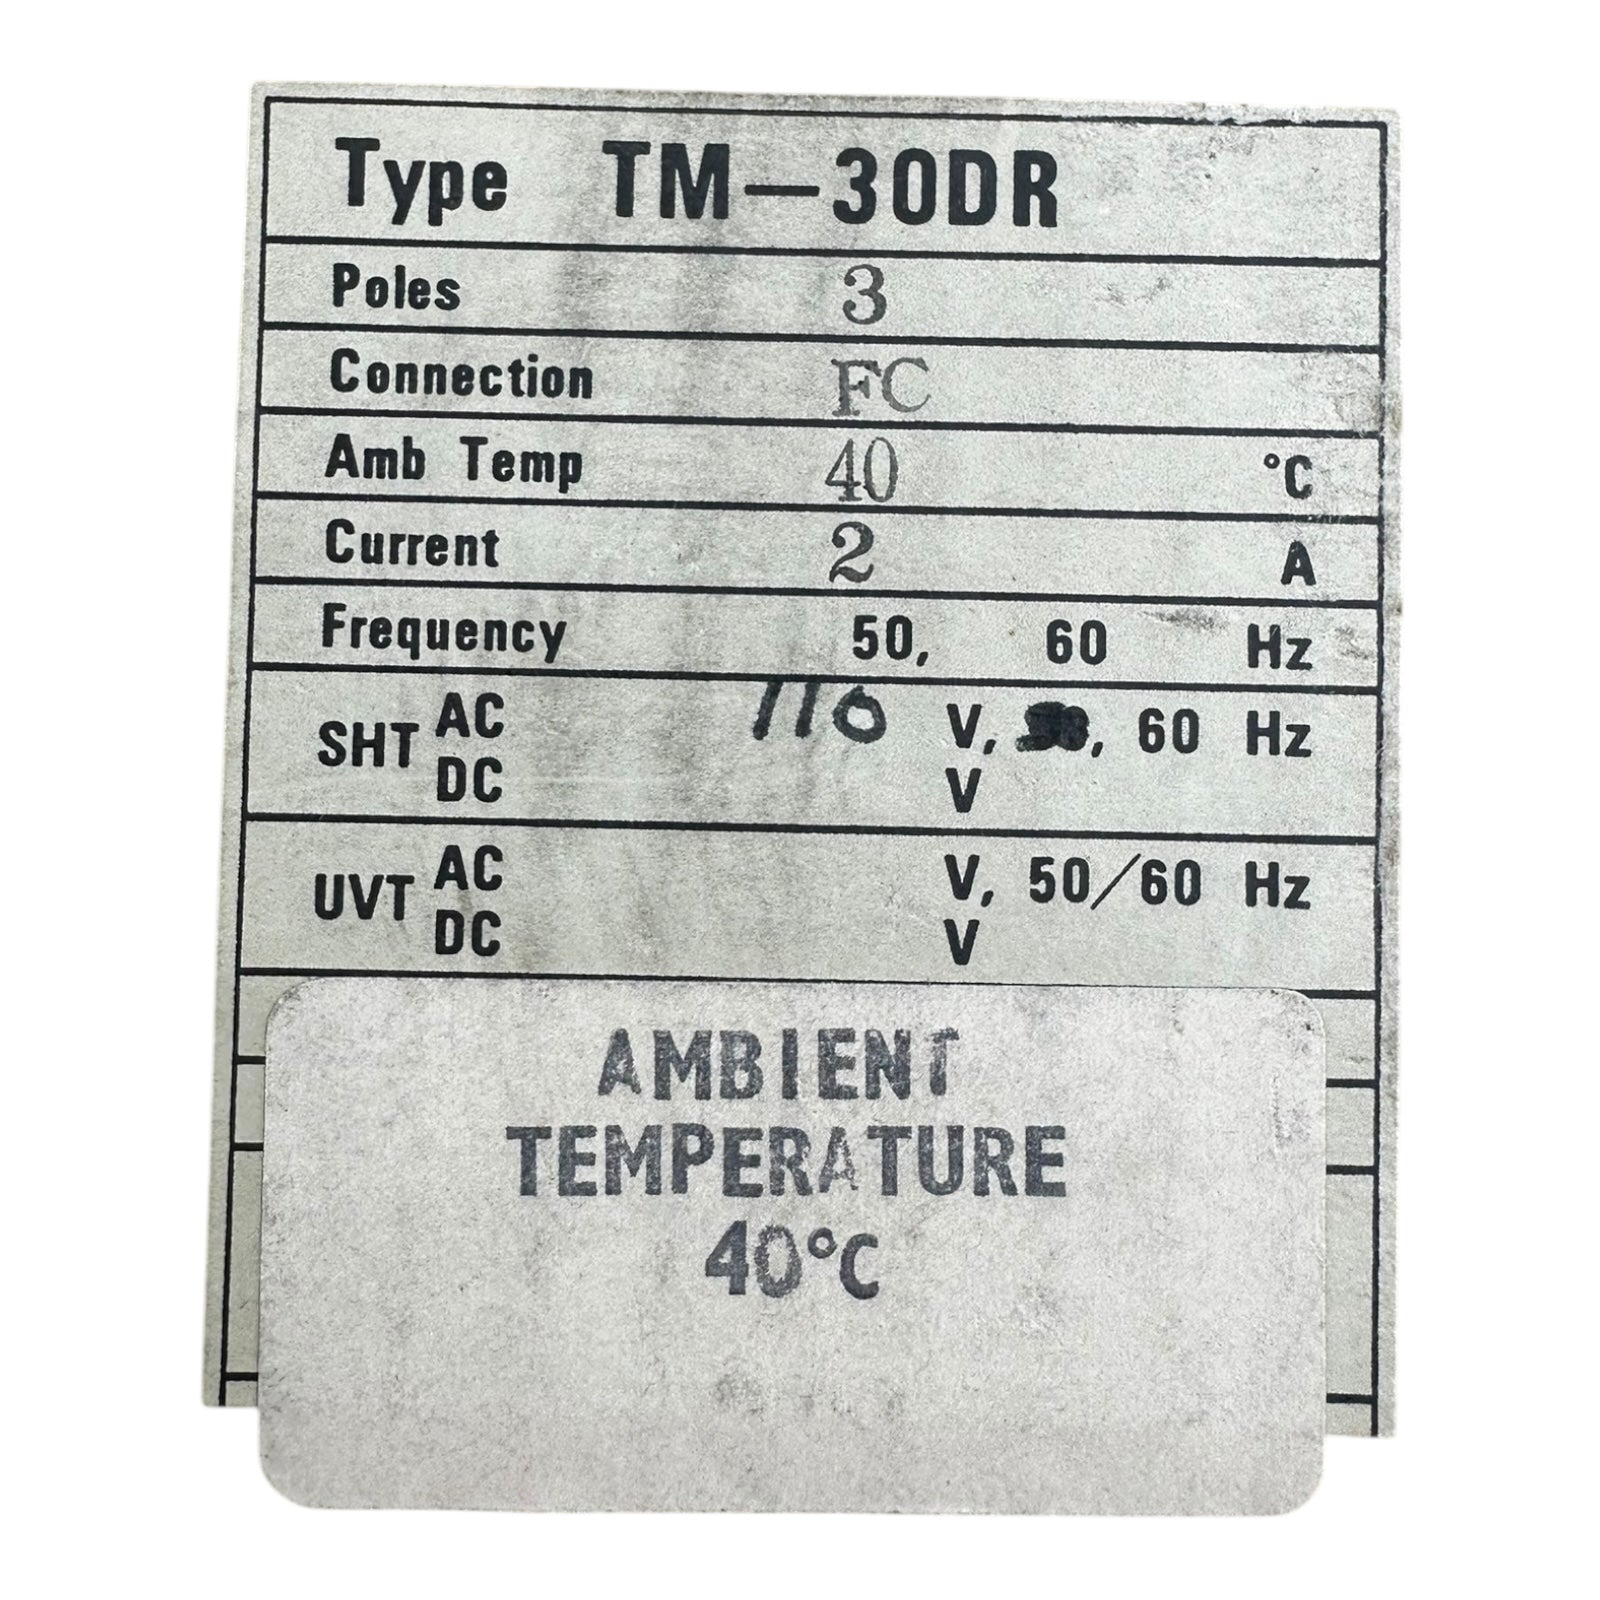 Type TM-30DR
Poles 3
Connection FC
Amb Temp 40 °C
Current 2 A
Frequency 50, 60 Hz
SHT AC 110 V, , 60 Hz
DC V
UVT AC V, 50/60 Hz
DC V
AMBIENT
TEMPERATURE
40°C